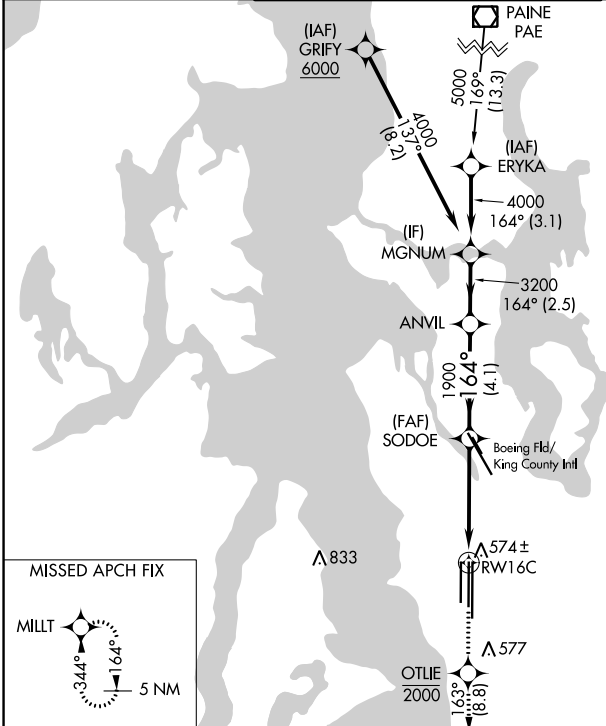 PAINE
PAE
(IAF)
GRIFY
6000
5000
169°
(13.3)
4000
137°
(8.2)
(IAF)
ERYKA
4000
164° (3.1)
(IF)
MGNUM
3200
164° (2.5)
ANVIL
1900
164°
(4.1)
(FAF)
SODOE
Boeing Fld/
King County Intl
833
574±
RW16C
MISSED APCH FIX
MILLT
344°
164°
5 NM
577
OTLIE
2000
163°
(8.8)